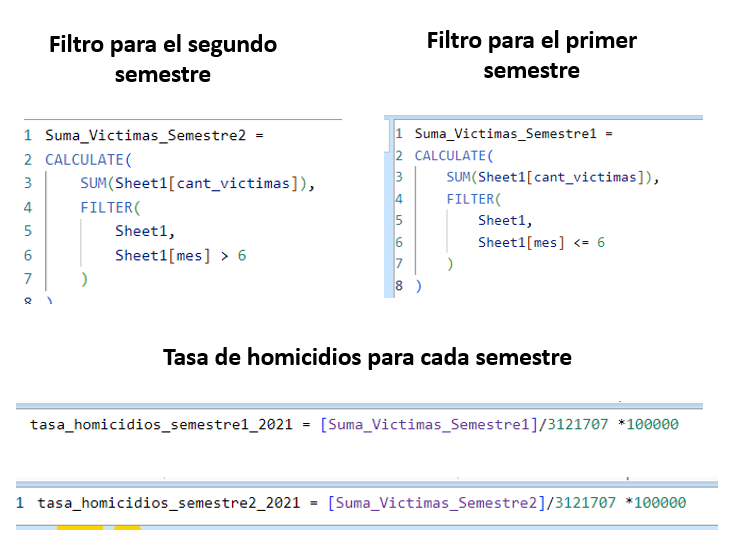 Filtro para el segundo
semestre
1 Suma_Victimas_Semestre2 =
2 CALCULATE(
3 SUM(Sheet1[cant_victimas]),
4 FILTER(
5 Sheet1,
6 Sheet1[mes] > 6
7 )
8 )
Filtro para el primer
semestre
1 Suma_Victimas_Semestre1 =
2 CALCULATE(
3 SUM(Sheet1[cant_victimas]),
4 FILTER(
5 Sheet1,
6 Sheet1[mes] <= 6
7 )
8 )
Tasa de homicidios para cada semestre
tasa_homicidios_semestre1_2021 = [Suma_Victimas_Semestre1]/3121707 *100000
1 tasa_homicidios_semestre2_2021 = [Suma_Victimas_Semestre2]/3121707 *100000